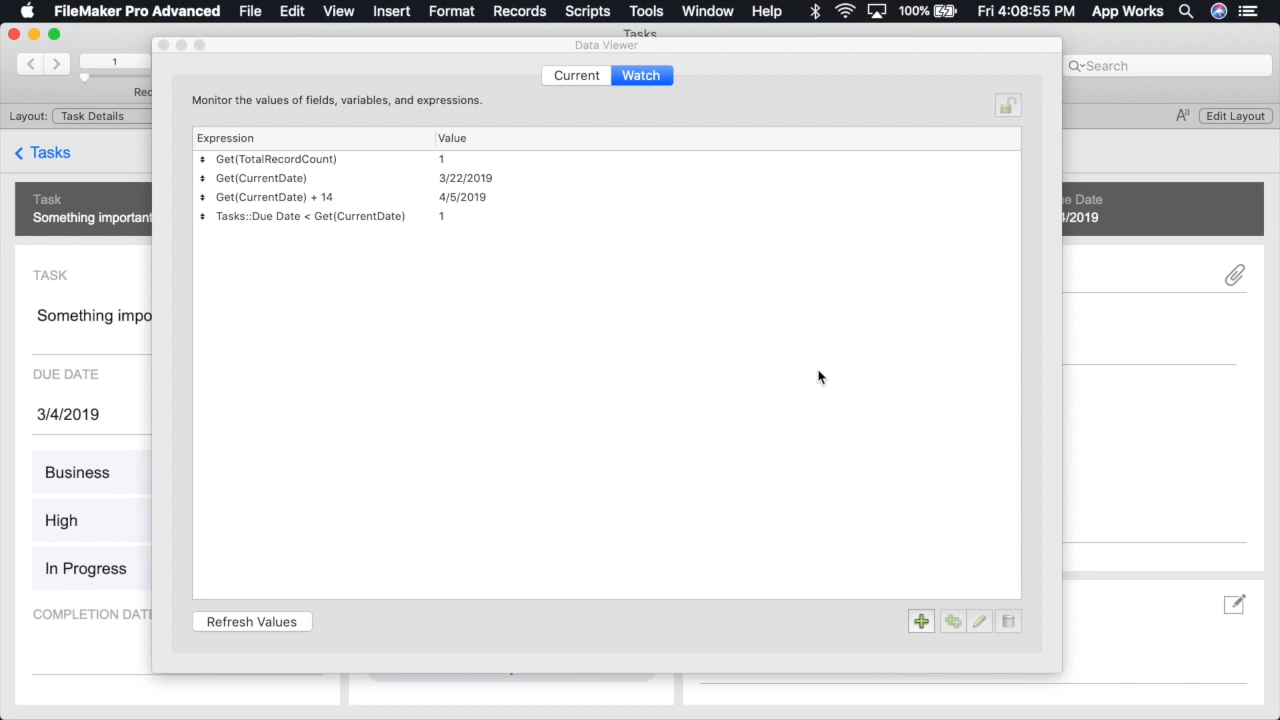 FileMaker Pro Advanced File Edit View Insert Format Records Scripts Tools Window Help 100% Fri 4:08:55 PM App Works
Tasks
Data Viewer
1
Search
Current Watch
Rec
Monitor the values of fields, variables, and expressions.
Layout: Task Details
Aa Edit Layout
Expression Value
Tasks
Get(TotalRecordCount) 1
Get(CurrentDate) 3/22/2019
Get(CurrentDate) + 14 4/5/2019
Tasks::Due Date < Get(CurrentDate) 1
Task
Something important
e Date
/2019
TASK
Something impo
DUE DATE
3/4/2019
Business
High
In Progress
COMPLETION DATE
Refresh Values